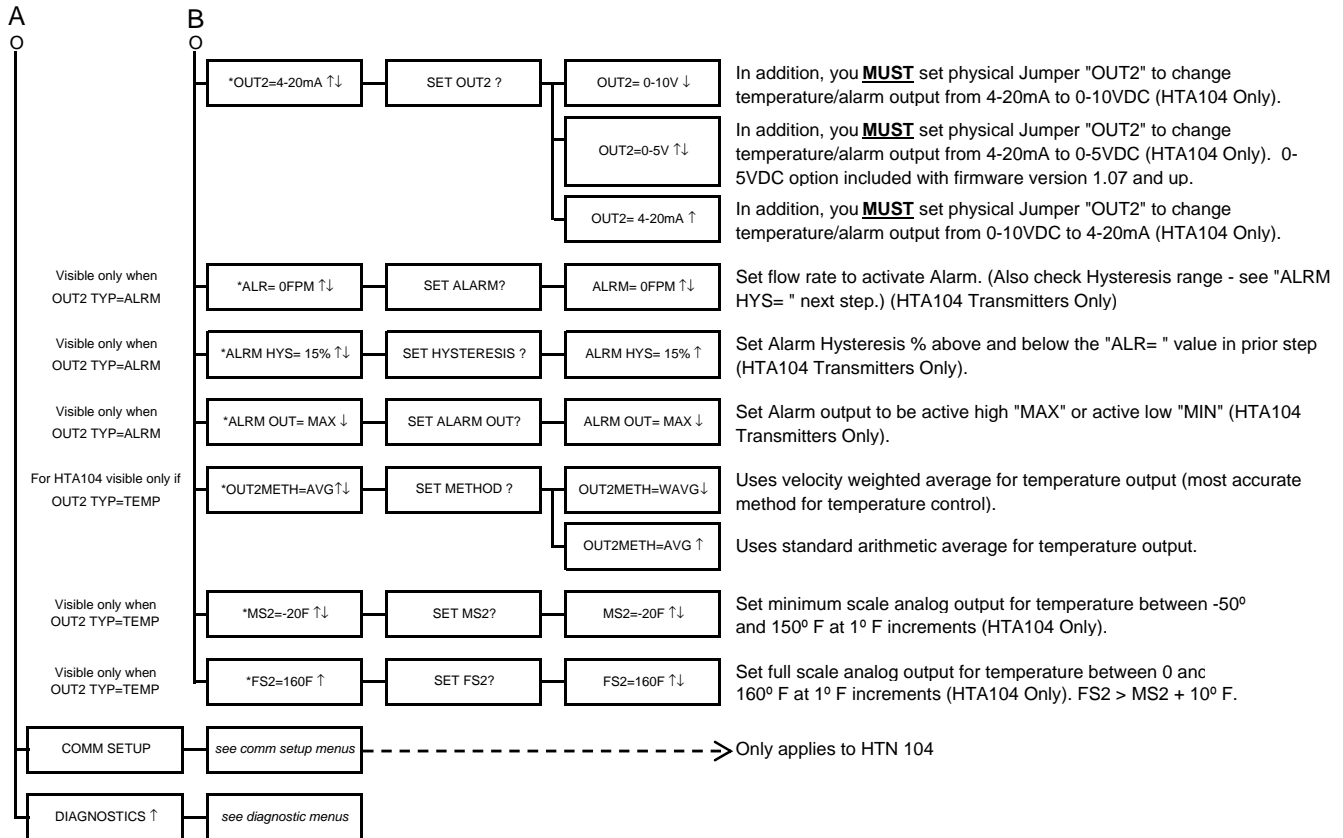 A
B
O
O
*OUT2=4-20mA ↑↓
SET OUT2 ?
OUT2= 0-10V ↓
In addition, you MUST set physical Jumper "OUT2" to change
temperature/alarm output from 4-20mA to 0-10VDC (HTA104 Only).
OUT2=0-5V ↑↓
In addition, you MUST set physical Jumper "OUT2" to change
temperature/alarm output from 4-20mA to 0-5VDC (HTA104 Only). 0-
5VDC option included with firmware version 1.07 and up.
OUT2= 4-20mA ↑
In addition, you MUST set physical Jumper "OUT2" to change
temperature/alarm output from 0-10VDC to 4-20mA (HTA104 Only).
Visible only when
OUT2 TYP=ALRM
*ALR= 0FPM ↑↓
SET ALARM?
ALRM= 0FPM ↑↓
Set flow rate to activate Alarm. (Also check Hysteresis range - see "ALRM
HYS= " next step.) (HTA104 Transmitters Only)
Visible only when
OUT2 TYP=ALRM
*ALRM HYS= 15% ↑↓
SET HYSTERESIS ?
ALRM HYS= 15% ↑
Set Alarm Hysteresis % above and below the "ALR= " value in prior step
(HTA104 Transmitters Only).
Visible only when
OUT2 TYP=ALRM
*ALRM OUT= MAX ↓
SET ALARM OUT?
ALRM OUT= MAX ↓
Set Alarm output to be active high "MAX" or active low "MIN" (HTA104
Transmitters Only).
For HTA104 visible only if
OUT2 TYP=TEMP
*OUT2METH=AVG↑↓
SET METHOD ?
OUT2METH=WAVG↓
Uses velocity weighted average for temperature output (most accurate
method for temperature control).
OUT2METH=AVG ↑
Uses standard arithmetic average for temperature output.
Visible only when
OUT2 TYP=TEMP
*MS2=-20F ↑↓
SET MS2?
MS2=-20F ↑↓
Set minimum scale analog output for temperature between -50º
and 150º F at 1º F increments (HTA104 Only).
Visible only when
OUT2 TYP=TEMP
*FS2=160F ↑
SET FS2?
FS2=160F ↑↓
Set full scale analog output for temperature between 0 and
160º F at 1º F increments (HTA104 Only). FS2 > MS2 + 10º F.
COMM SETUP
see comm setup menus
Only applies to HTN 104
DIAGNOSTICS ↑
see diagnostic menus